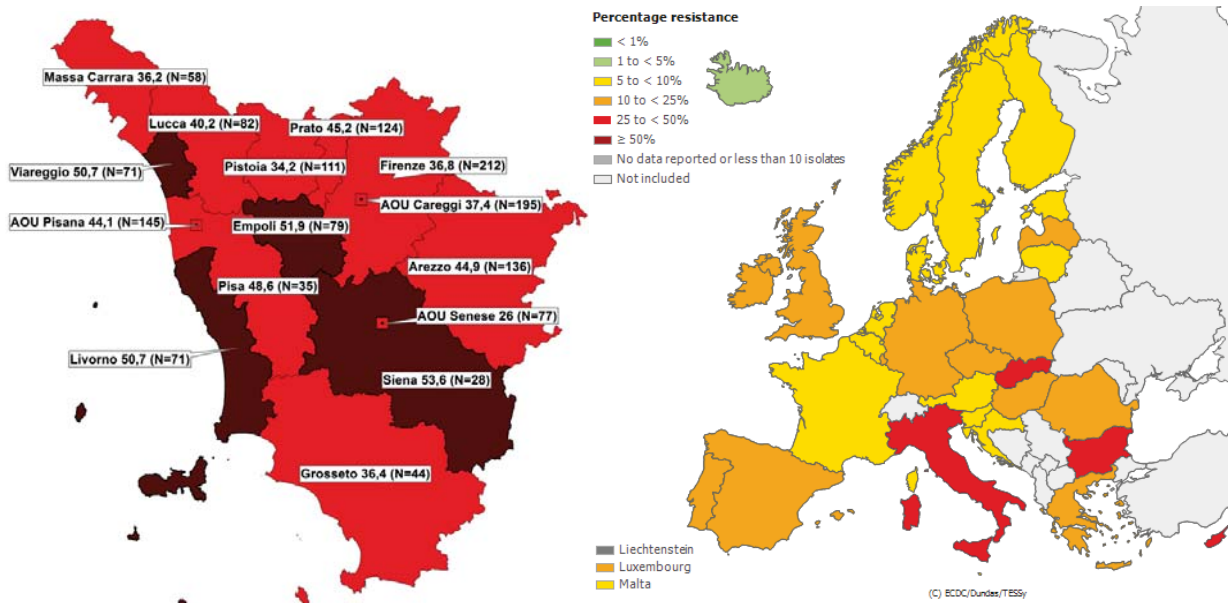 Massa Carrara 36,2 (N=58)
Lucca 40,2 (N=82)
Prato 45,2 (N=124)
Viareggio 50,7 (N=71)
Pistoia 34,2 (N=111)
Firenze 36,8 (N=212)
AOU Careggi 37,4 (N=195)
AOU Pisana 44,1 (N=145)
Empoli 51,9 (N=79)
Arezzo 44,9 (N=136)
Pisa 48,6 (N=35)
AOU Senese 26 (N=77)
Livorno 50,7 (N=71)
Siena 53,6 (N=28)
Grosseto 36,4 (N=44)
Percentage resistance
< 1%
1 to < 5%
5 to < 10%
10 to < 25%
25 to < 50%
≥ 50%
No data reported or less than 10 isolates
Not included
Liechtenstein
Luxembourg
Malta
(C) ECDC/Dundas/TESSy